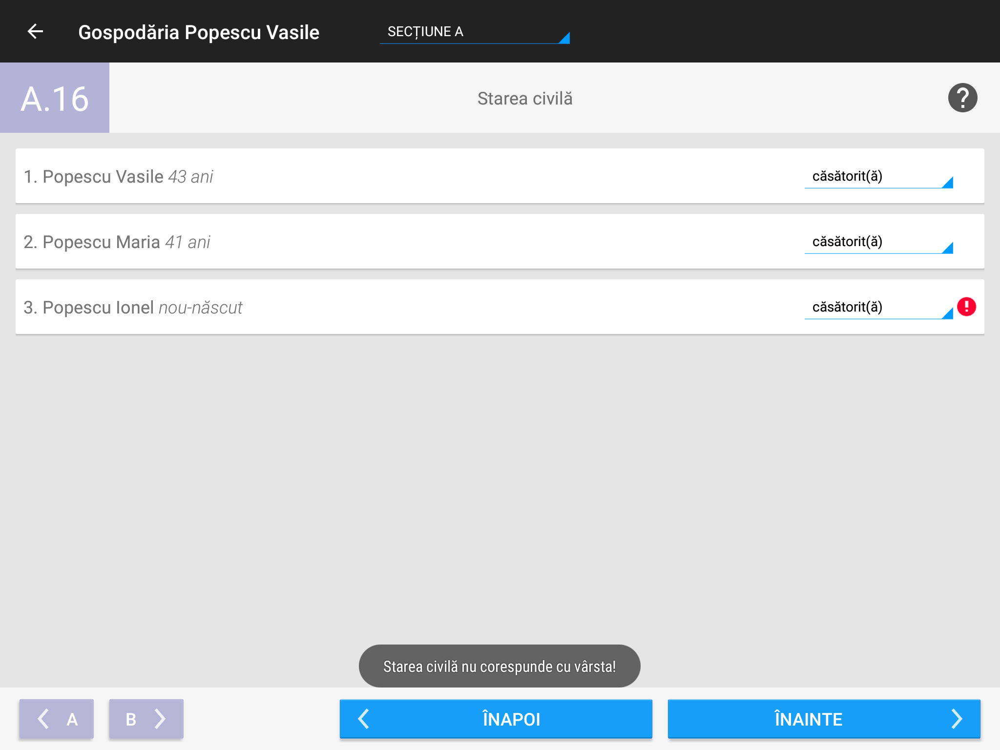 Gospodăria Popescu Vasile
SECȚIUNE A
A.16
Starea civilă
?
1. Popescu Vasile 43 ani
căsătorit(ă)
2. Popescu Maria 41 ani
căsătorit(ă)
3. Popescu Ionel nou-născut
căsătorit(ă)
!
Starea civilă nu corespunde cu vârsta!
A
B
ÎNAPOI
ÎNAINTE